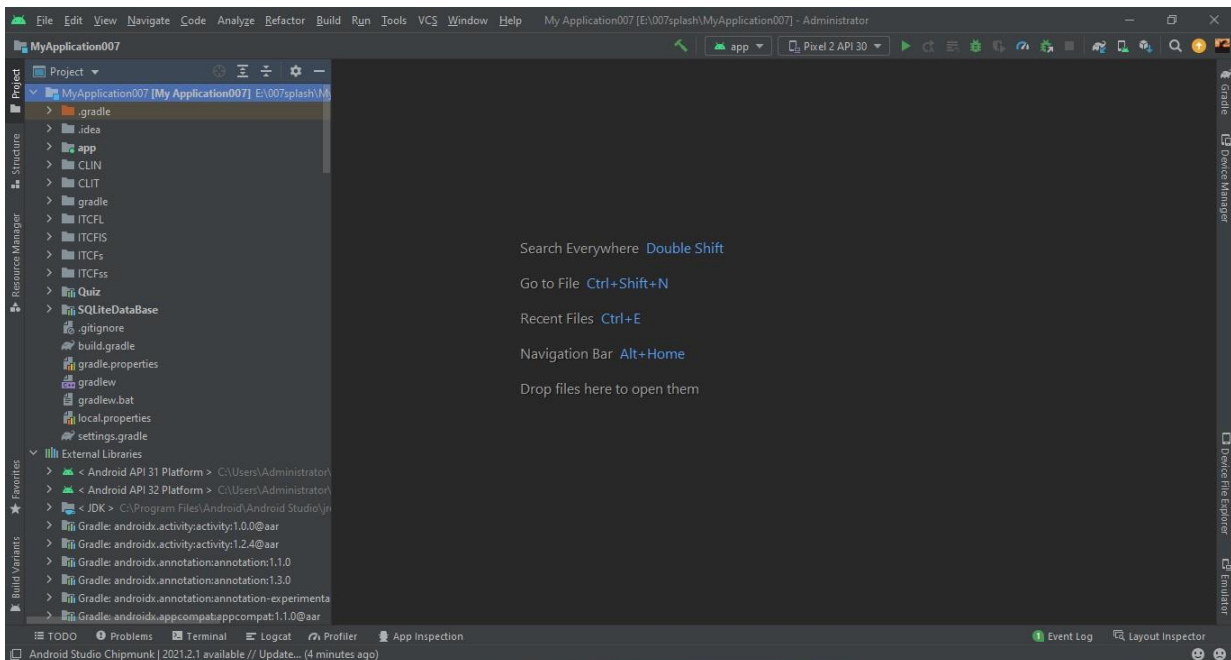 File Edit View Navigate Code Analyze Refactor Build Run Tools VCS Window Help My Application007 [E:\007splash\MyApplication007] - Administrator
MyApplication007
app
Pixel 2 API 30
Project
MyApplication007 [My Application007] E:\007splash\My
.gradle
.idea
app
CLIN
CLIT
gradle
ITCFL
ITCFIS
ITCFs
ITCFss
Quiz
SQLiteDataBase
.gitignore
build.gradle
gradle.properties
gradlew
gradlew.bat
local.properties
settings.gradle
External Libraries
< Android API 31 Platform > C:\Users\Administrator\
< Android API 32 Platform > C:\Users\Administrator\
< JDK > C:\Program Files\Android\Android Studio\jr
Gradle: androidx.activity:activity:1.0.0@aar
Gradle: androidx.activity:activity:1.2.4@aar
Gradle: androidx.annotation:annotation:1.1.0
Gradle: androidx.annotation:annotation:1.3.0
Gradle: androidx.annotation:annotation-experimenta
Gradle: androidx.appcompat:appcompat:1.1.0@aar
Search Everywhere Double Shift
Go to File Ctrl+Shift+N
Recent Files Ctrl+E
Navigation Bar Alt+Home
Drop files here to open them
Project
Structure
Resource Manager
Favorites
Build Variants
Gradle
Device Manager
Device File Explorer
Emulator
TODO Problems Terminal Logcat Profiler App Inspection
1 Event Log Layout Inspector
Android Studio Chipmunk | 2021.2.1 available // Update... (4 minutes ago)